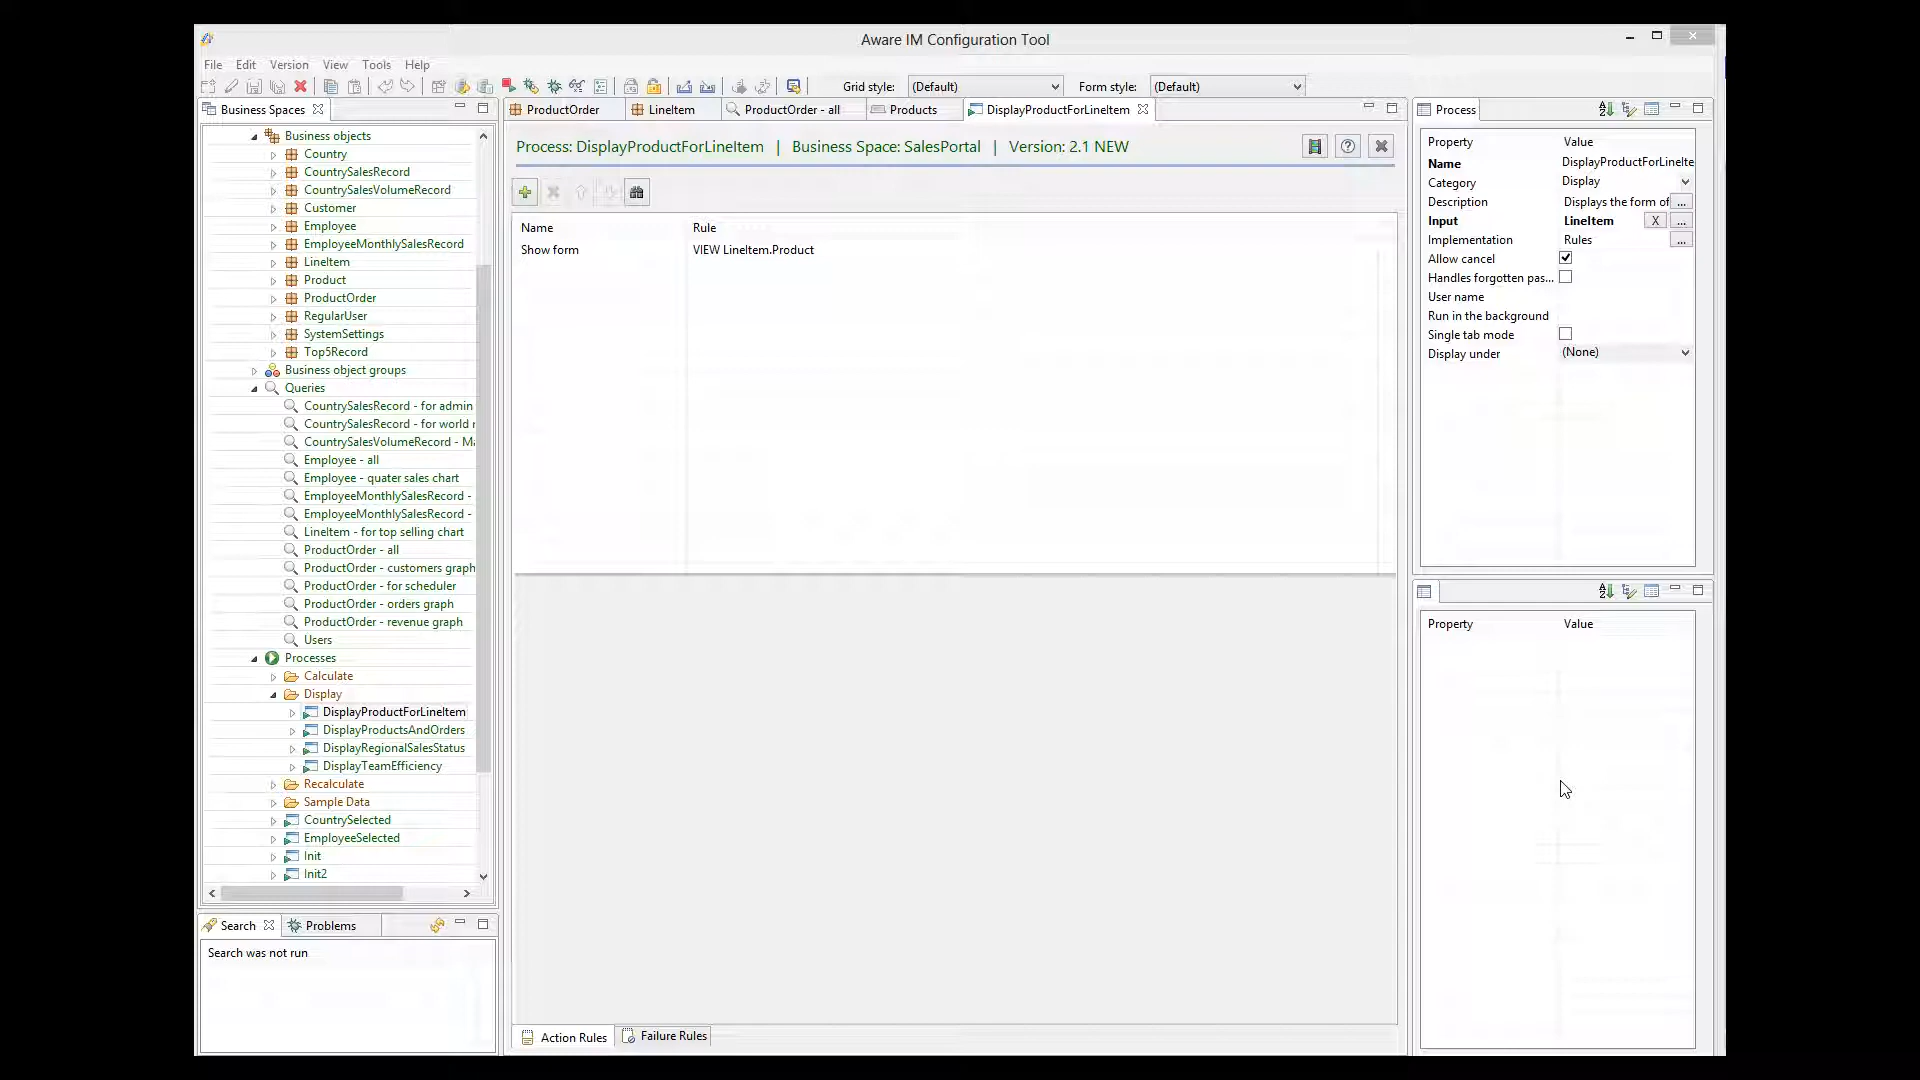 Aware IM Configuration Tool
File Edit Version View Tools Help
Grid style: (Default) Form style: (Default)
Business Spaces
ProductOrder LineItem ProductOrder - all Products DisplayProductForLineItem
Process
Business objects
Country
CountrySalesRecord
CountrySalesVolumeRecord
Customer
Employee
EmployeeMonthlySalesRecord
LineItem
Product
ProductOrder
RegularUser
SystemSettings
Top5Record
Business object groups
Queries
CountrySalesRecord - for admin
CountrySalesRecord - for world r
CountrySalesVolumeRecord - Ma
Employee - all
Employee - quater sales chart
EmployeeMonthlySalesRecord -
EmployeeMonthlySalesRecord -
LineItem - for top selling chart
ProductOrder - all
ProductOrder - customers graph
ProductOrder - for scheduler
ProductOrder - orders graph
ProductOrder - revenue graph
Users
Processes
Calculate
Display
DisplayProductForLineItem
DisplayProductsAndOrders
DisplayRegionalSalesStatus
DisplayTeamEfficiency
Recalculate
Sample Data
CountrySelected
EmployeeSelected
Init
Init2
Search Problems
Search was not run
Process: DisplayProductForLineItem | Business Space: SalesPortal | Version: 2.1 NEW
Name Rule
Show form VIEW LineItem.Product
Action Rules Failure Rules
Property Value
Name DisplayProductForLineIte
Category Display
Description Displays the form of ...
Input LineItem X ...
Implementation Rules ...
Allow cancel
Handles forgotten pas...
User name
Run in the background
Single tab mode
Display under (None)
Property Value